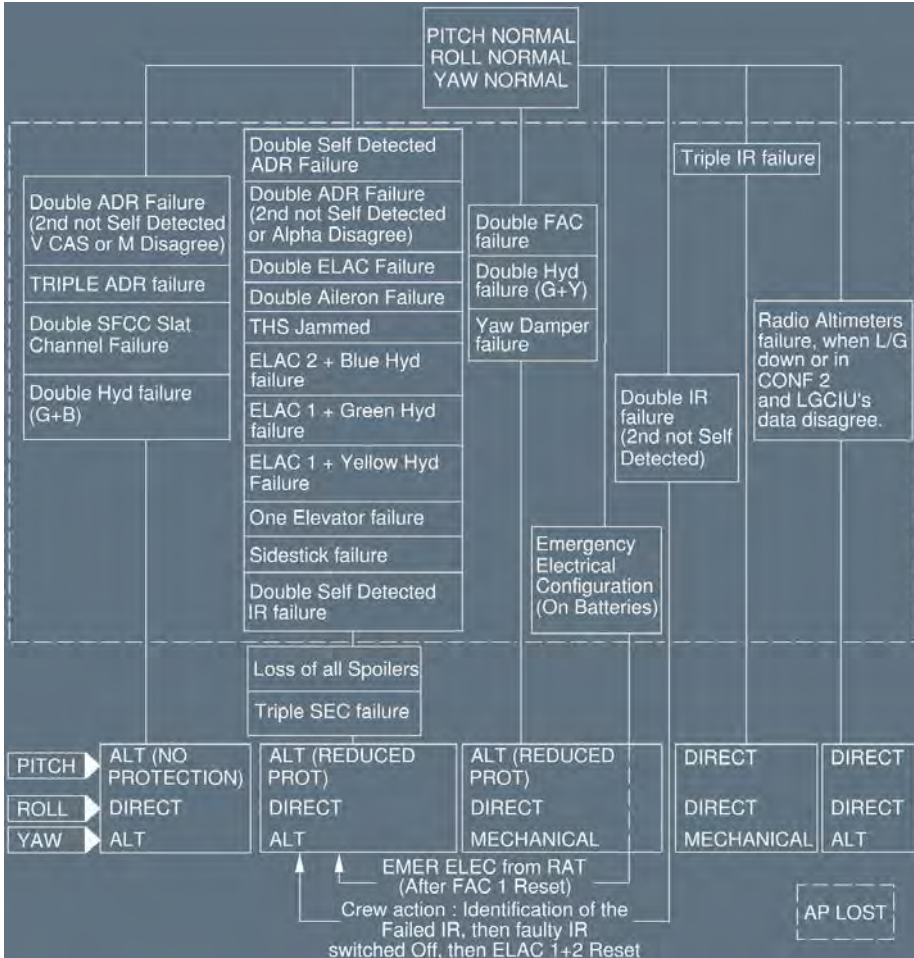 PITCH NORMAL
ROLL NORMAL
YAW NORMAL
Double ADR Failure
(2nd not Self Detected
V CAS or M Disagree)
TRIPLE ADR failure
Double SFCC Slat
Channel Failure
Double Hyd failure
(G+B)
Double Self Detected
ADR Failure
Double ADR Failure
(2nd not Self Detected
or Alpha Disagree)
Double ELAC Failure
Double Aileron Failure
THS Jammed
ELAC 2 + Blue Hyd
failure
ELAC 1 + Green Hyd
failure
ELAC 1 + Yellow Hyd
Failure
One Elevator failure
Sidestick failure
Double Self Detected
IR failure
Loss of all Spoilers
Triple SEC failure
Double FAC
failure
Double Hyd
failure (G+Y)
Yaw Damper
failure
Emergency
Electrical
Configuration
(On Batteries)
Double IR
failure
(2nd not Self
Detected)
Triple IR failure
Radio Altimeters
failure, when L/G
down or in
CONF 2
and LGCIU's
data disagree.
PITCH
ALT (NO
PROTECTION)
ALT (REDUCED
PROT)
ALT (REDUCED
PROT)
DIRECT
DIRECT
ROLL
DIRECT
DIRECT
DIRECT
DIRECT
DIRECT
YAW
ALT
ALT
MECHANICAL
MECHANICAL
ALT
EMER ELEC from RAT
(After FAC 1 Reset)
Crew action : Identification of the
Failed IR, then faulty IR
switched Off, then ELAC 1+2 Reset
AP LOST